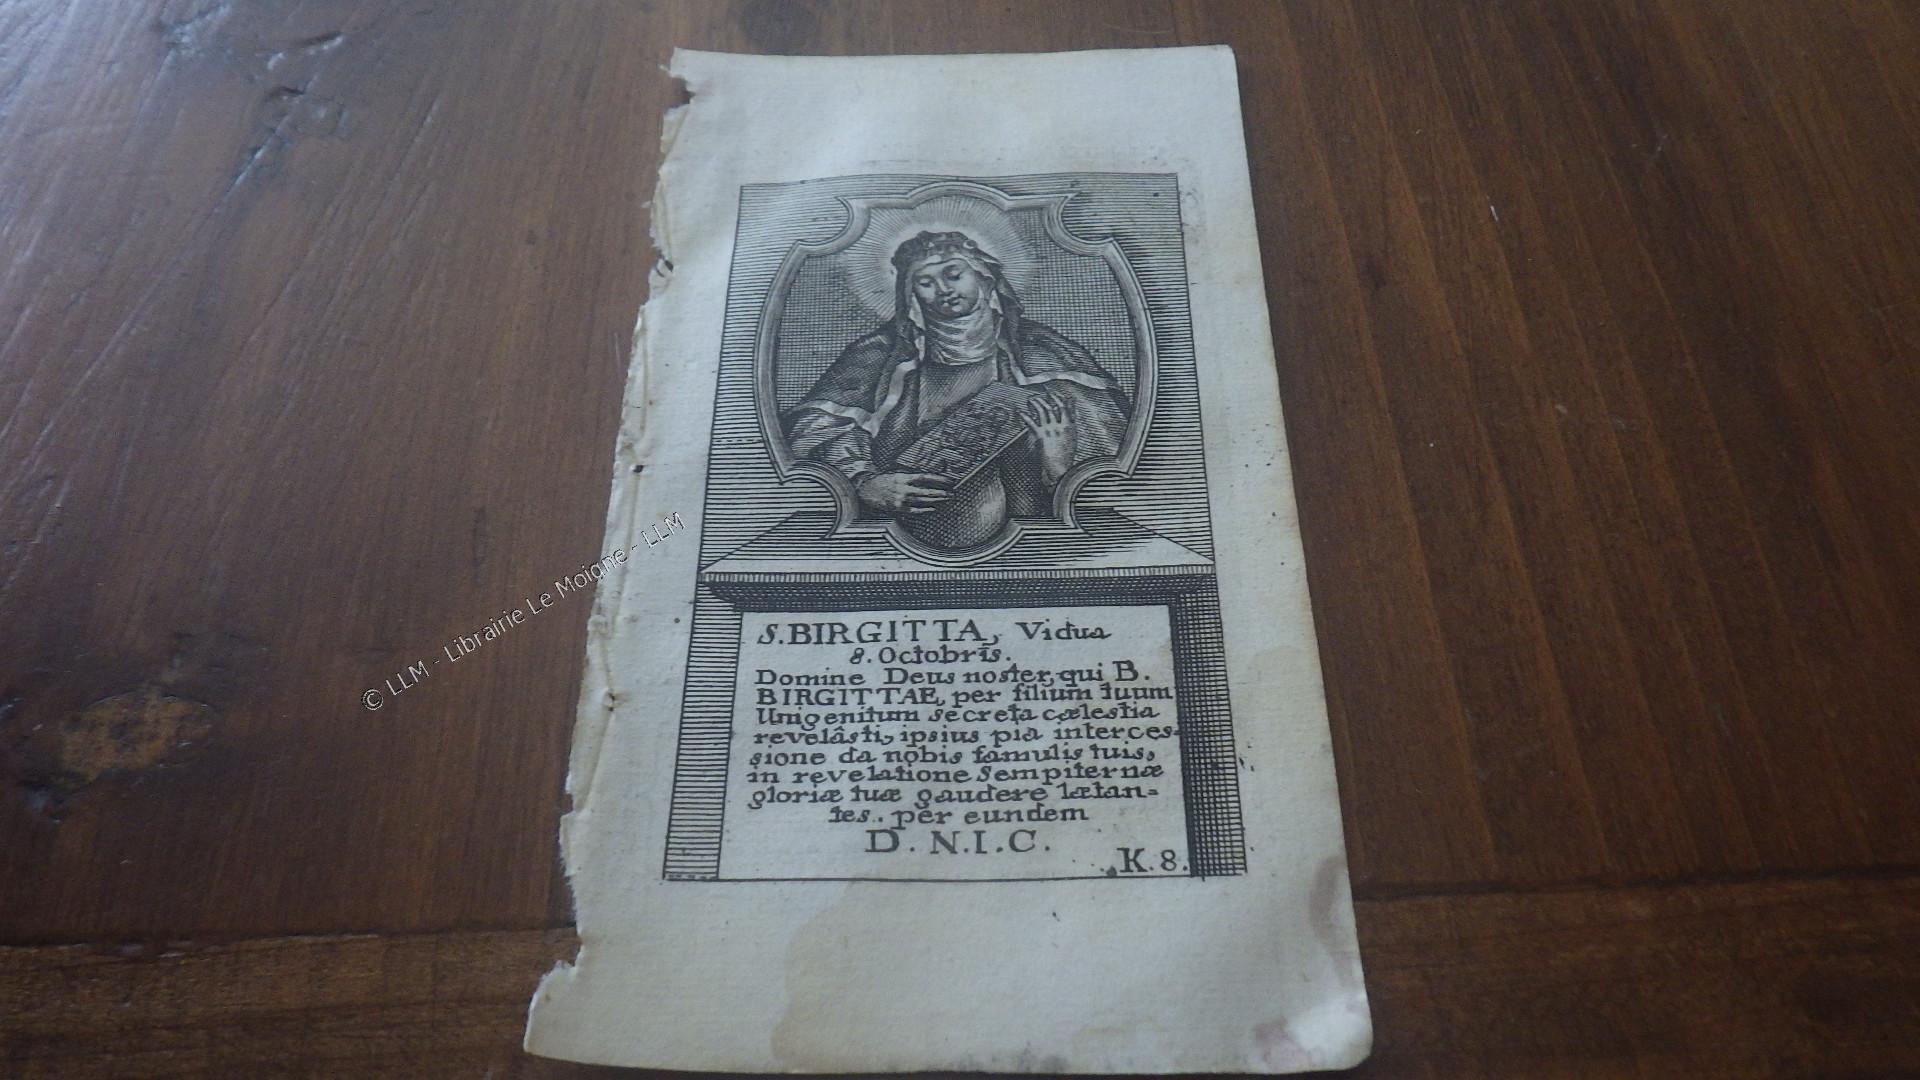 S. BIRGITTA, Vidua
8. Octobris.
Domine Deus noster, qui B.
BIRGITTAE, per filium tuum
Unigenitum secreta cælestia
revelâsti, ipsius pia interces-
sione da nobis famulis tuis,
in revelatione Sempiternæ
gloriæ tuæ gaudere lætan=
tes. per eundem
D. N. I. C.
K. 8.
© LLM - Librairie Le Moigne - LLM